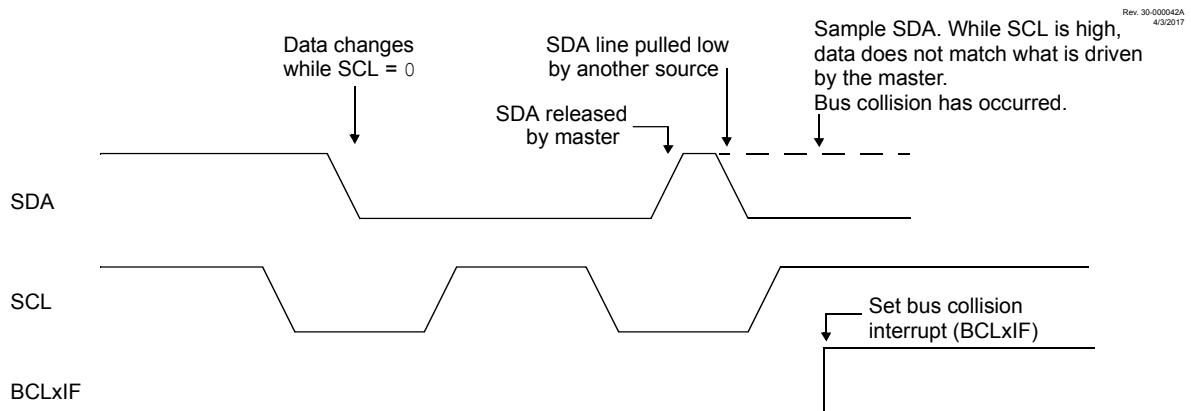 Rev. 30-000042A
4/3/2017
Data changes
while SCL = 0
SDA line pulled low
by another source
SDA released
by master
Sample SDA. While SCL is high,
data does not match what is driven
by the master.
Bus collision has occurred.
SDA
SCL
Set bus collision
interrupt (BCLxIF)
BCLxIF